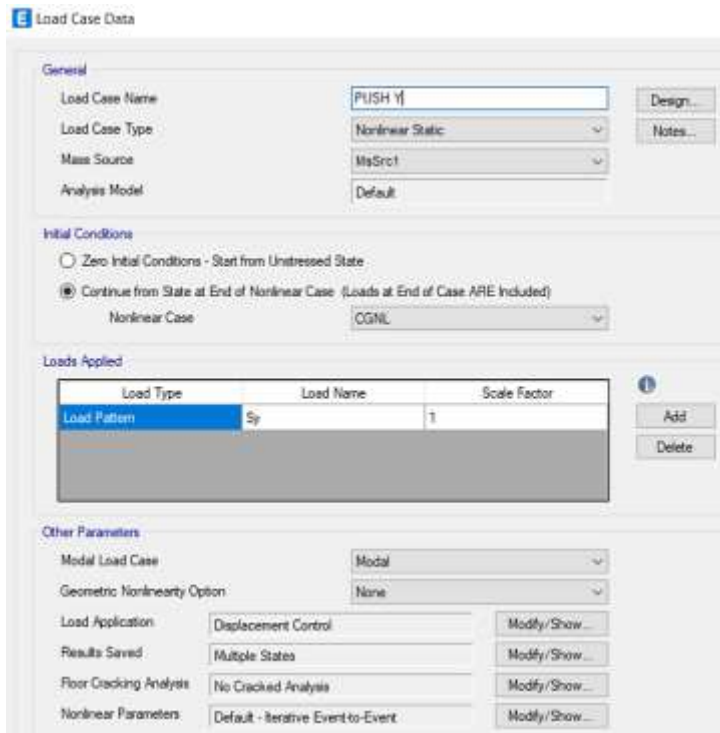 E Load Case Data
General
Load Case Name PUSH Y Design...
Load Case Type Nonlinear Static Notes...
Mass Source MsSrc1
Analysis Model Default
Initial Conditions
Zero Initial Conditions - Start from Unstressed State
Continue from State at End of Nonlinear Case (Loads at End of Case ARE Included)
Nonlinear Case CGNL
Loads Applied
Load Type Load Name Scale Factor
Load Pattern Sy 1 Add
Delete
Other Parameters
Modal Load Case Modal
Geometric Nonlinearity Option None
Load Application Displacement Control Modify/Show...
Results Saved Multiple States Modify/Show...
Floor Cracking Analysis No Cracked Analysis Modify/Show...
Nonlinear Parameters Default - Iterative Event-to-Event Modify/Show...